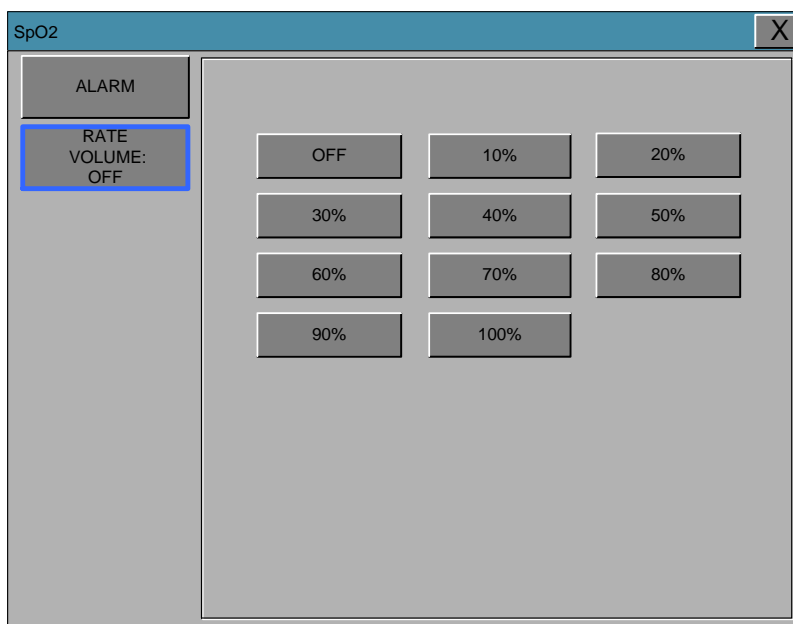 SpO2
X
ALARM
RATE
VOLUME:
OFF
OFF
10%
20%
30%
40%
50%
60%
70%
80%
90%
100%